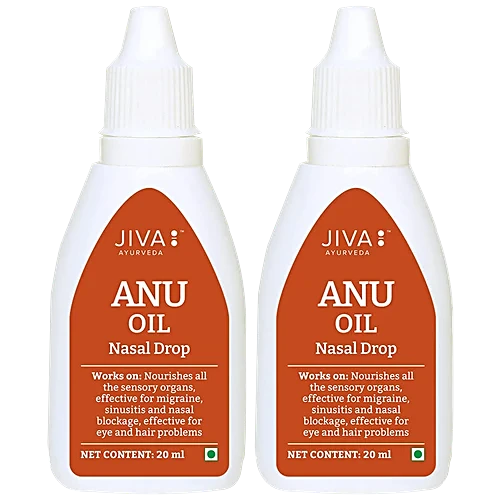 JIVA™
AYURVEDA
ANU
OIL
Nasal Drop
Works on: Nourishes all
the sensory organs,
effective for migraine,
sinusitis and nasal
blockage, effective for
eye and hair problems
NET CONTENT: 20 ml
JIVA™
AYURVEDA
ANU
OIL
Nasal Drop
Works on: Nourishes all
the sensory organs,
effective for migraine,
sinusitis and nasal
blockage, effective for
eye and hair problems
NET CONTENT: 20 ml